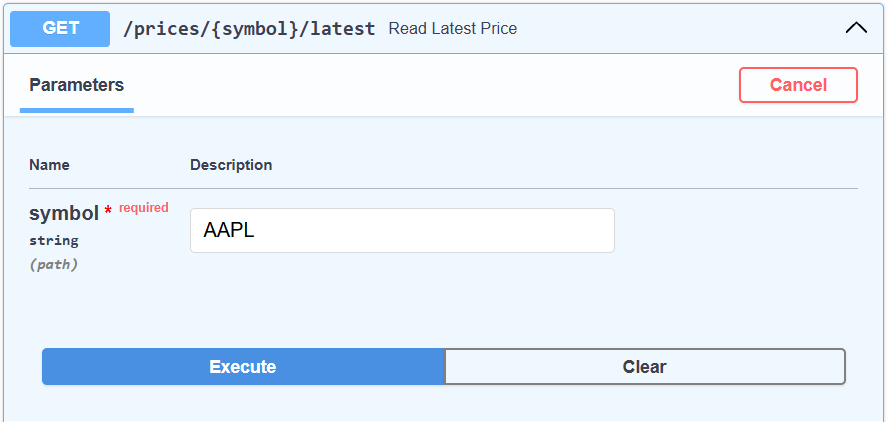 GET /prices/{symbol}/latest Read Latest Price
Parameters Cancel
Name Description
symbol * required
string
(path)
AAPL
Execute Clear